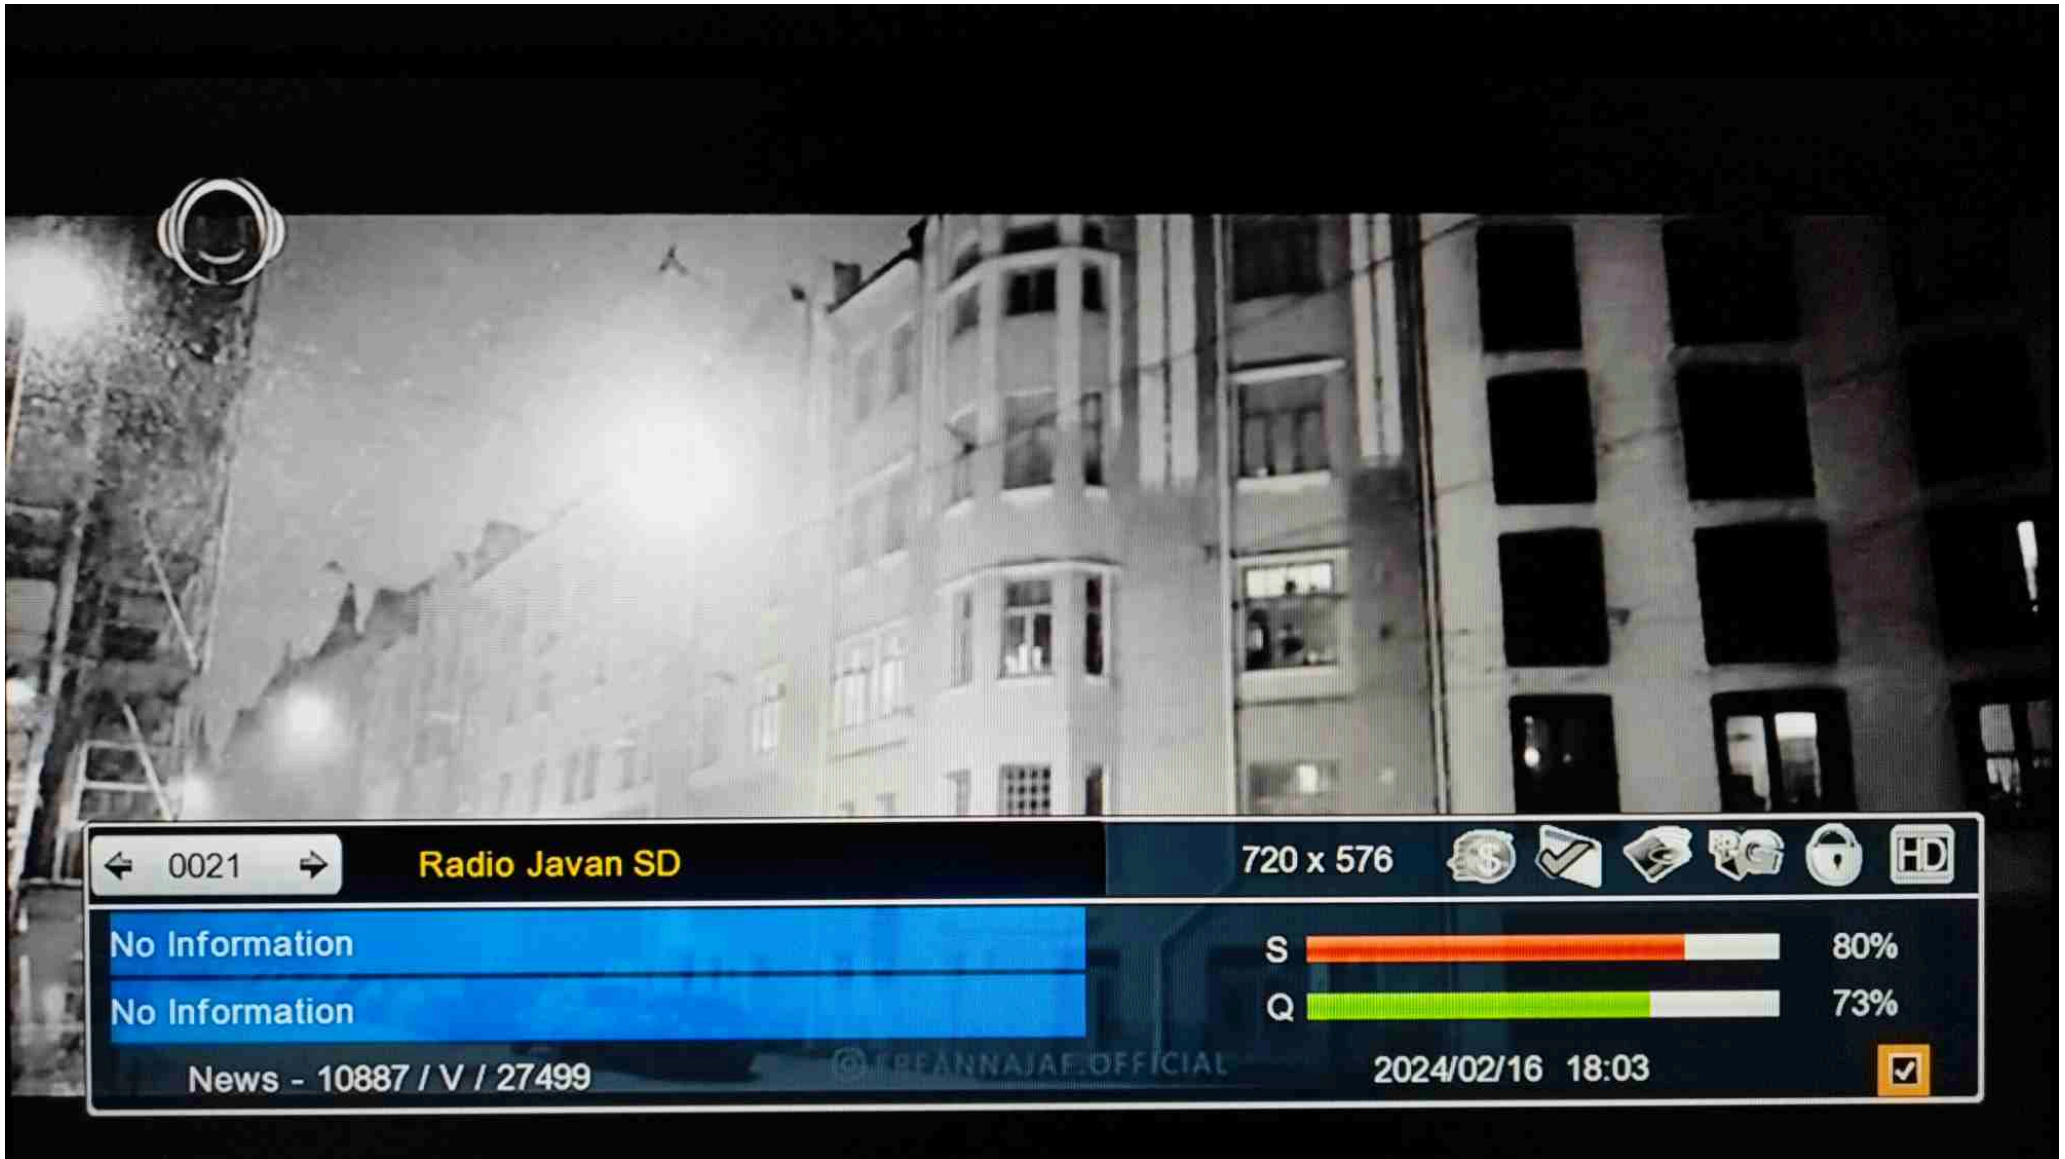 0021
Radio Javan SD
720 x 576
$
HD
No Information
S 80%
No Information
Q 73%
News - 10887 / V / 27499
2024/02/16 18:03